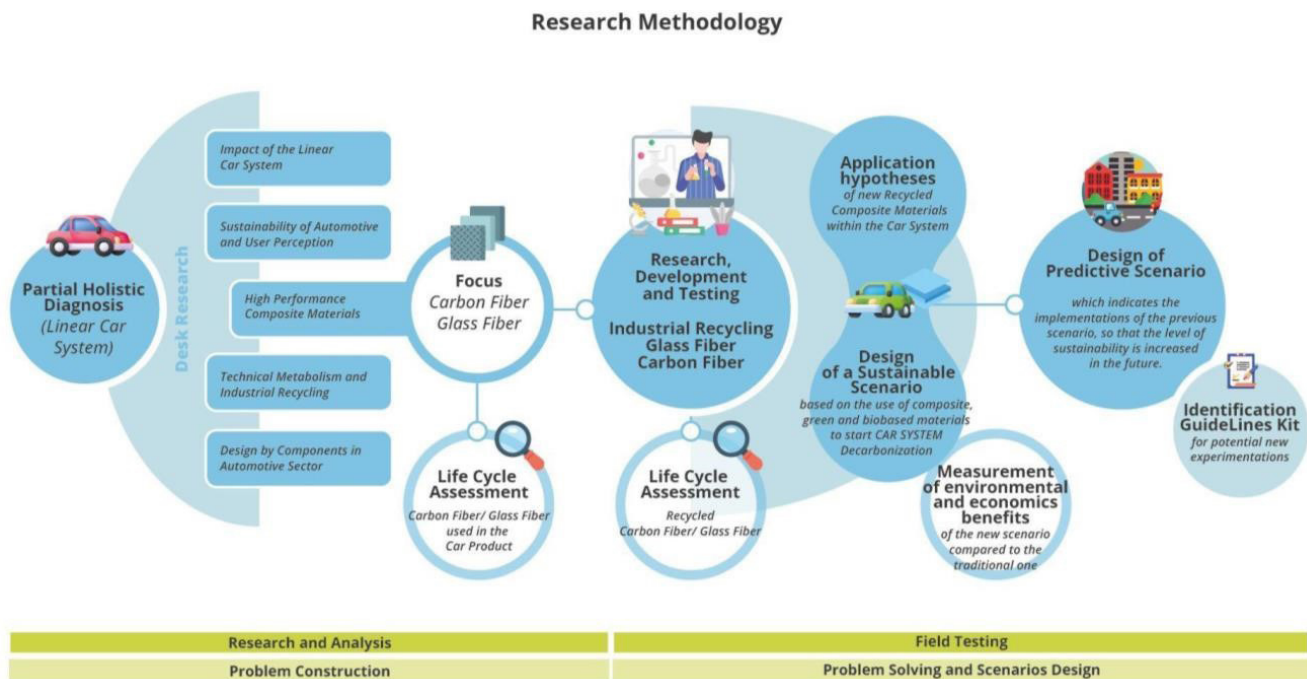 Research Methodology
Partial Holistic
Diagnosis
(Linear Car
System)
Desk Research
Impact of the Linear
Car System
Sustainability of Automotive
and User Perception
High Performance
Composite Materials
Technical Metabolism and
Industrial Recycling
Design by Components in
Automotive Sector
Focus
Carbon Fiber
Glass Fiber
Life Cycle
Assessment
Carbon Fiber/ Glass Fiber
used in the
Car Product
Research,
Development
and Testing
Industrial Recycling
Glass Fiber
Carbon Fiber
Life Cycle
Assessment
Recycled
Carbon Fiber/ Glass Fiber
Application
hypotheses
of new Recycled
Composite Materials
within the Car System
Design
of a Sustainable
Scenario
based on the use of composite,
green and biobased materials
to start CAR SYSTEM
Decarbonization
Measurement
of environmental
and economics
benefits
of the new scenario
compared to the
traditional one
Design of
Predictive Scenario
which indicates the
implementations of the previous
scenario, so that the level of
sustainability is increased
in the future.
Identification
GuideLines Kit
for potential new
experimentations
Research and Analysis
Field Testing
Problem Construction
Problem Solving and Scenarios Design